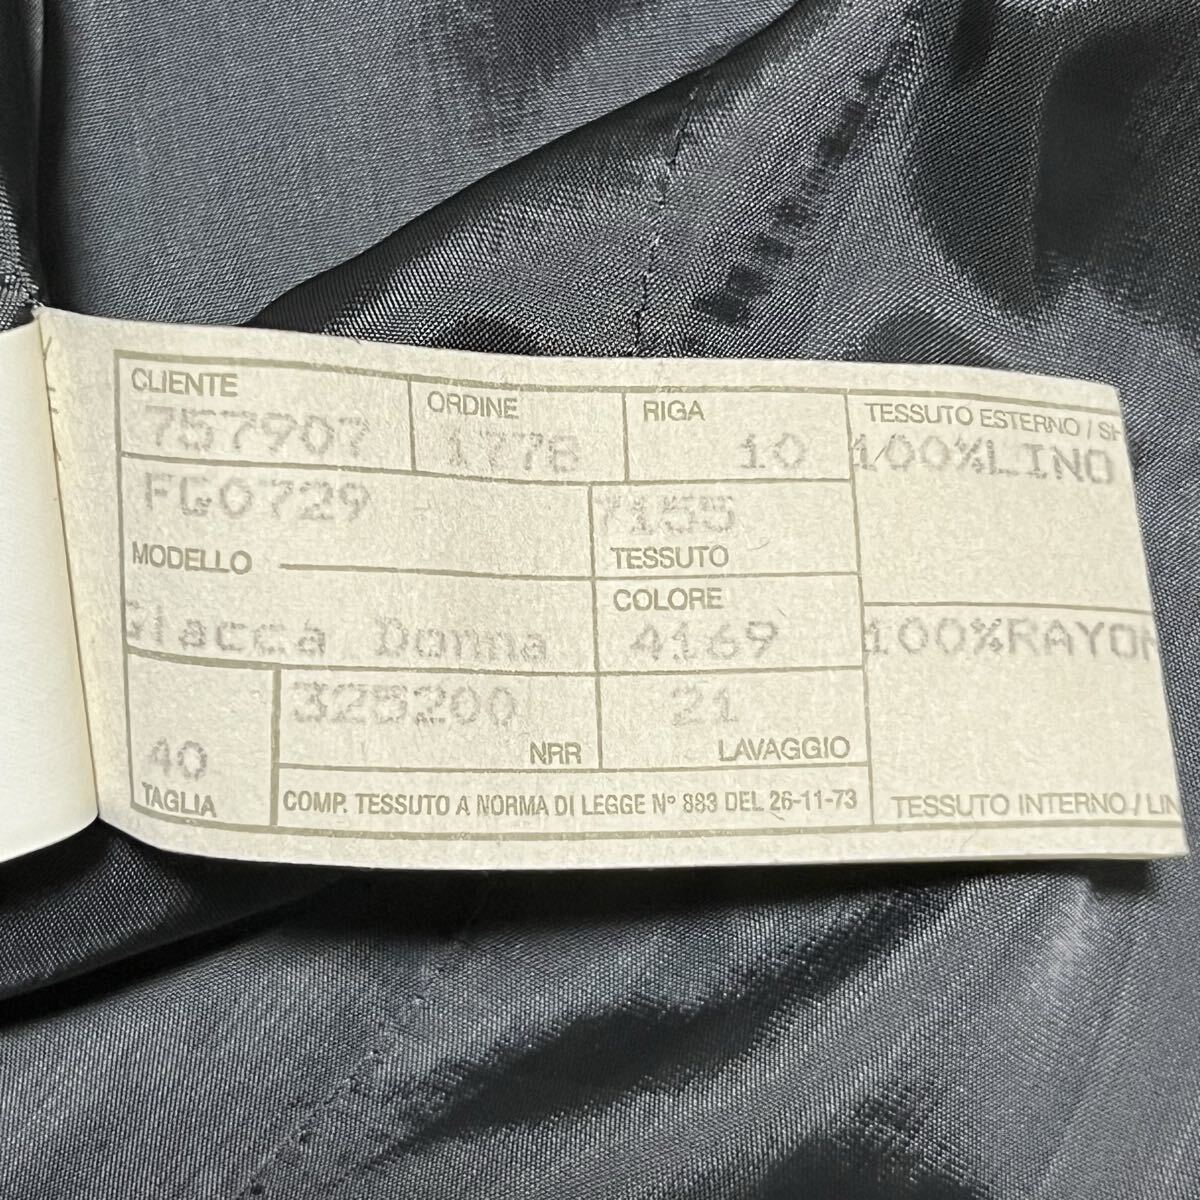 CLIENTE
757907
ORDINE
1778
RIGA
10
TESSUTO ESTERNO / SH
100%LINO
FG0729
MODELLO
7155
TESSUTO
Giacca Donna
COLORE
4169
100%RAYON
40
TAGLIA
325200
NRR
21
LAVAGGIO
COMP. TESSUTO A NORMA DI LEGGE N° 883 DEL 26-11-73
TESSUTO INTERNO / LIN